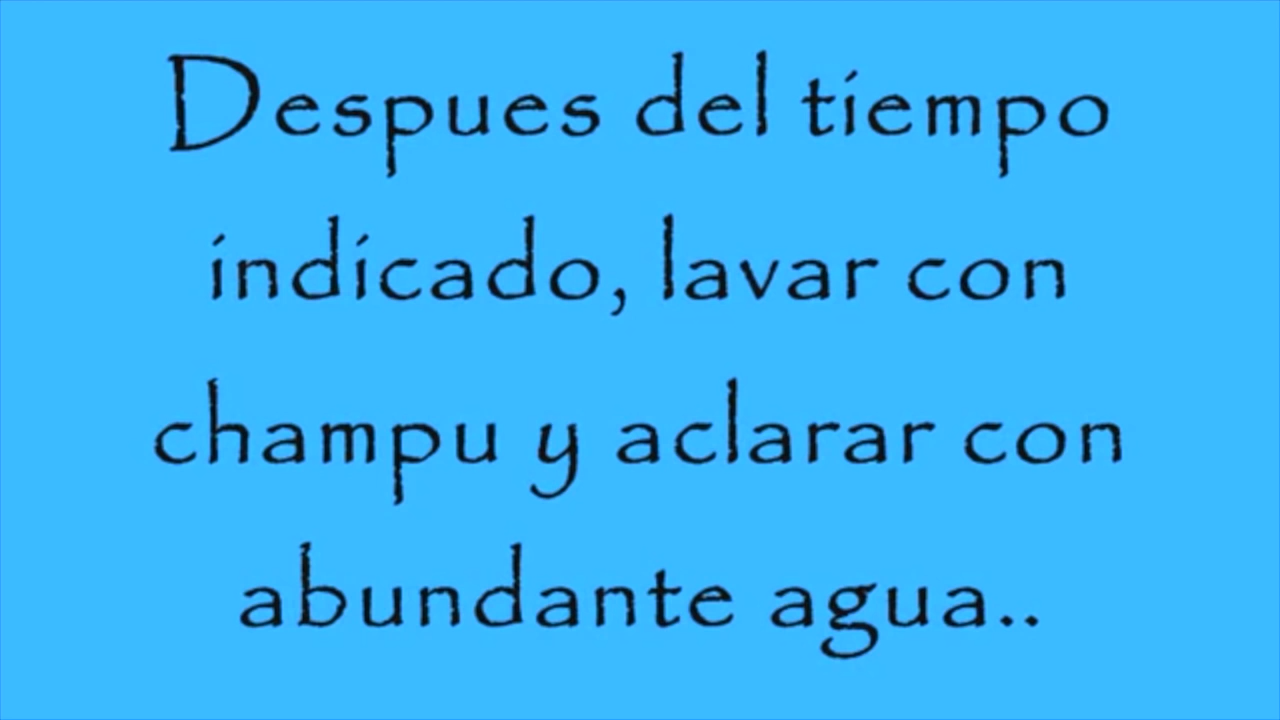 Despues del tiempo
indicado, lavar con
champu y aclarar con
abundante agua..